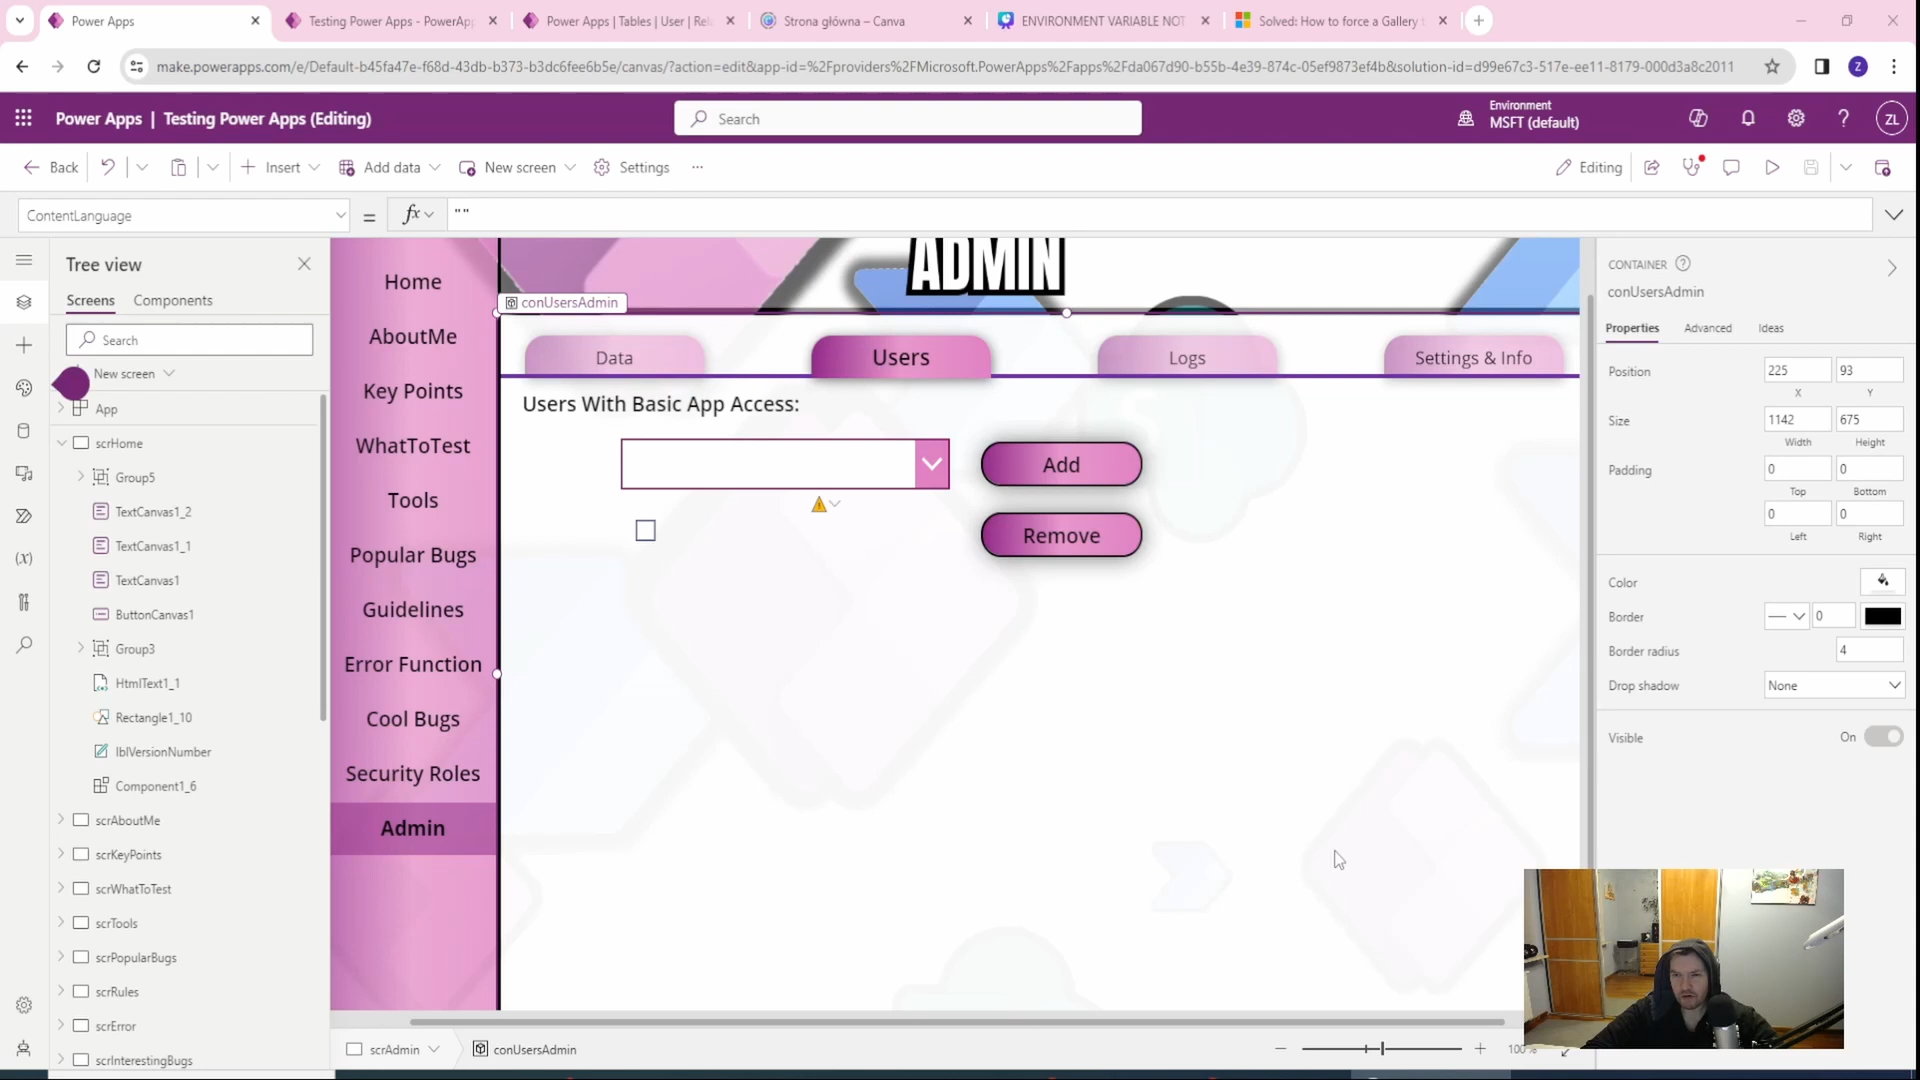 Power Apps
Testing Power Apps - PowerApp
Power Apps | Tables | User | Rela
Strona główna – Canva
ENVIRONMENT VARIABLE NOT
Solved: How to force a Gallery t
make.powerapps.com/e/Default-b45fa47e-f68d-43db-b373-b3dc6fee6b5e/canvas/?action=edit&app-id=%2Fproviders%2FMicrosoft.PowerApps%2Fapps%2Fda067d90-b55b-4e39-874c-05ef9873ef4b&solution-id=d99e67c3-517e-ee11-8179-000d3a8c2011
Z
Power Apps | Testing Power Apps (Editing)
Search
Environment
MSFT (default)
ZL
Back
Insert
Add data
New screen
Settings
Editing
ContentLanguage
=
fx
""
Tree view
Screens
Components
Search
New screen
App
scrHome
Group5
TextCanvas1_2
TextCanvas1_1
TextCanvas1
ButtonCanvas1
Group3
HtmlText1_1
Rectangle1_10
lblVersionNumber
Component1_6
scrAboutMe
scrKeyPoints
scrWhatToTest
scrTools
scrPopularBugs
scrRules
scrError
scrInterestingBugs
Home
AboutMe
Key Points
WhatToTest
Tools
Popular Bugs
Guidelines
Error Function
Cool Bugs
Security Roles
Admin
ADMIN
conUsersAdmin
Data
Users
Logs
Settings & Info
Users With Basic App Access:
Add
Remove
CONTAINER
conUsersAdmin
Properties
Advanced
Ideas
Position
225
93
X
Y
Size
1142
675
Width
Height
Padding
0
0
Top
Bottom
0
0
Left
Right
Color
Border
0
Border radius
4
Drop shadow
None
Visible
On
scrAdmin
conUsersAdmin
100%